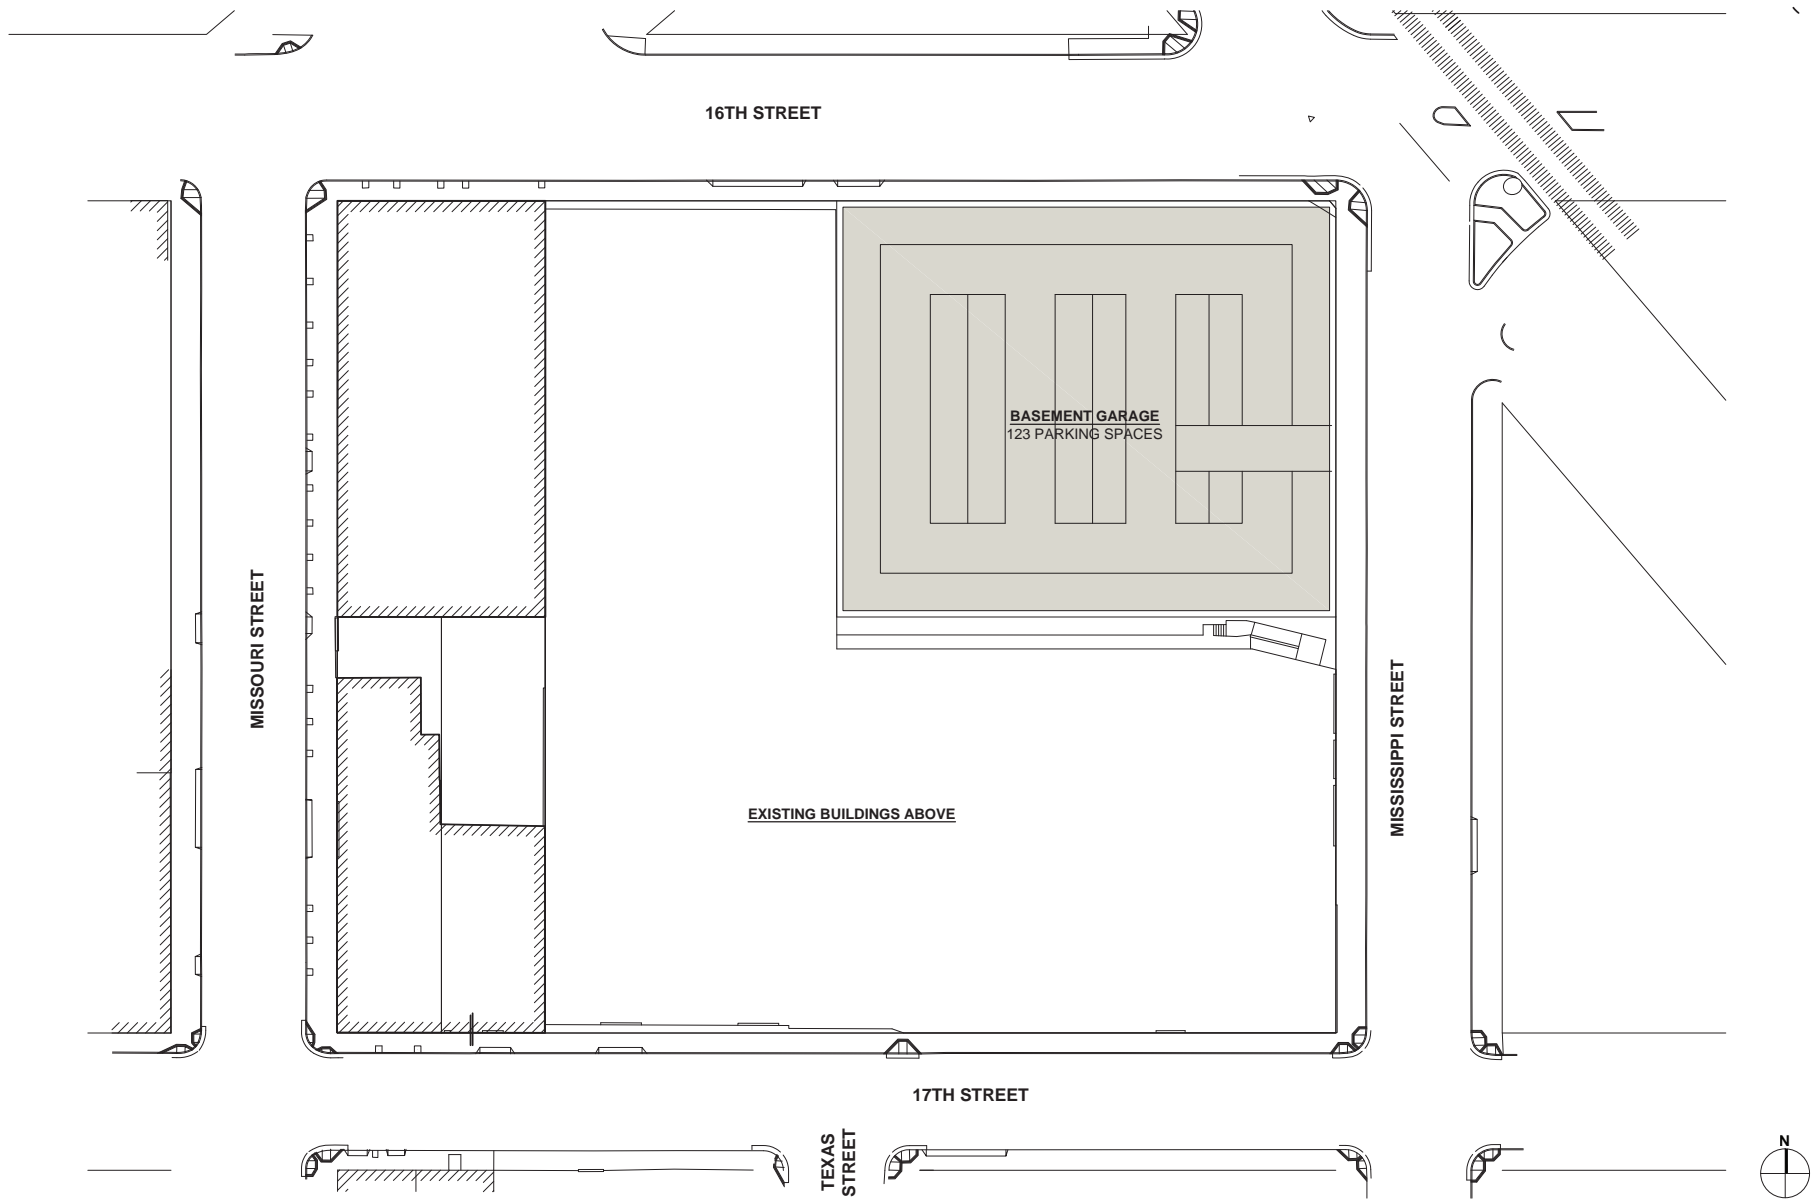 16TH STREET
BASEMENT GARAGE
123 PARKING SPACES
MISSOURI STREET
MISSISSIPPI STREET
EXISTING BUILDINGS ABOVE
17TH STREET
TEXAS
STREET
N